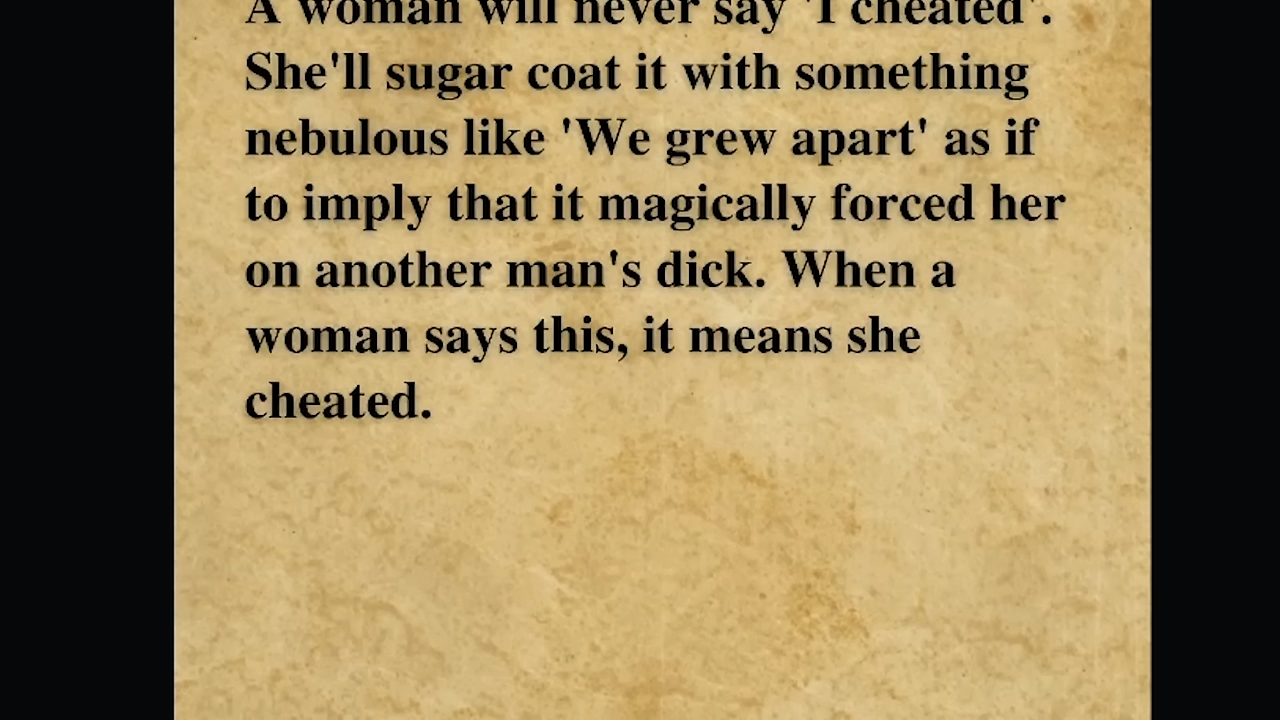 A woman will never say 'I cheated'.
She'll sugar coat it with something
nebulous like 'We grew apart' as if
to imply that it magically forced her
on another man's dick. When a
woman says this, it means she
cheated.